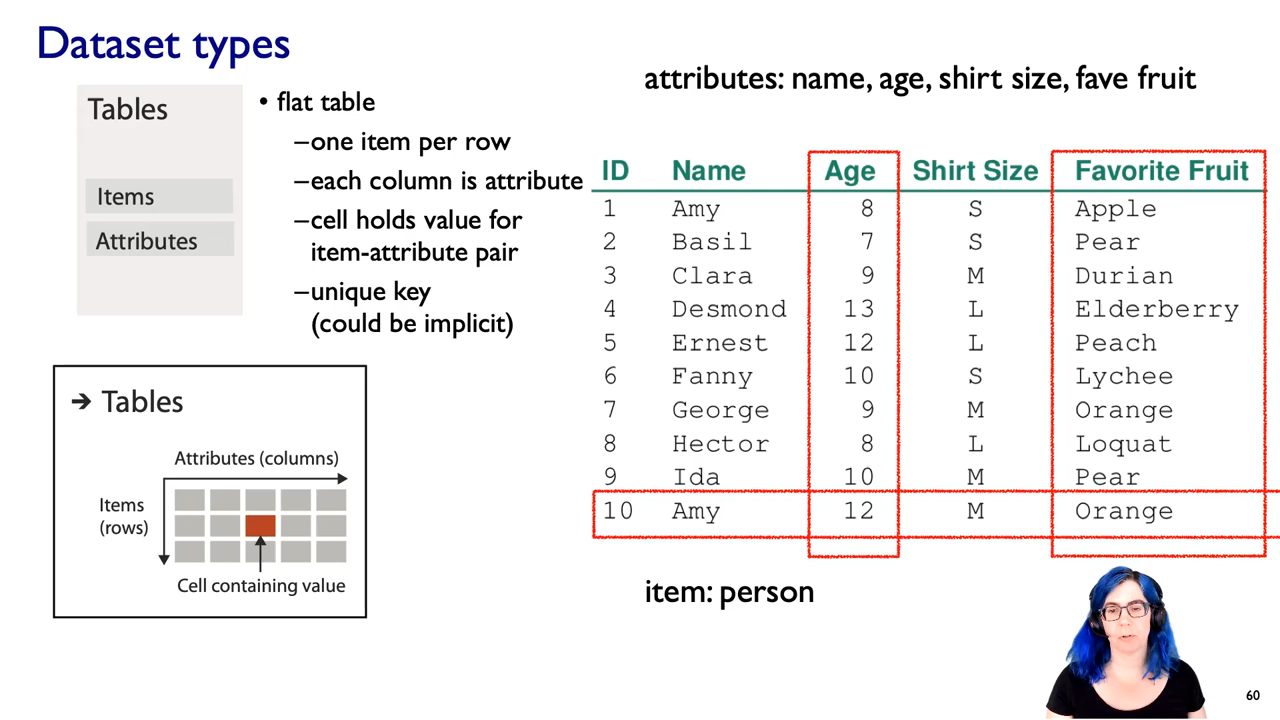 Dataset types
Tables
Items
Attributes
• flat table
–one item per row
–each column is attribute
–cell holds value for
item-attribute pair
–unique key
(could be implicit)
➔ Tables
Attributes (columns)
Items
(rows)
Cell containing value
attributes: name, age, shirt size, fave fruit
ID Name Age Shirt Size Favorite Fruit
1 Amy 8 S Apple
2 Basil 7 S Pear
3 Clara 9 M Durian
4 Desmond 13 L Elderberry
5 Ernest 12 L Peach
6 Fanny 10 S Lychee
7 George 9 M Orange
8 Hector 8 L Loquat
9 Ida 10 M Pear
10 Amy 12 M Orange
item: person
60